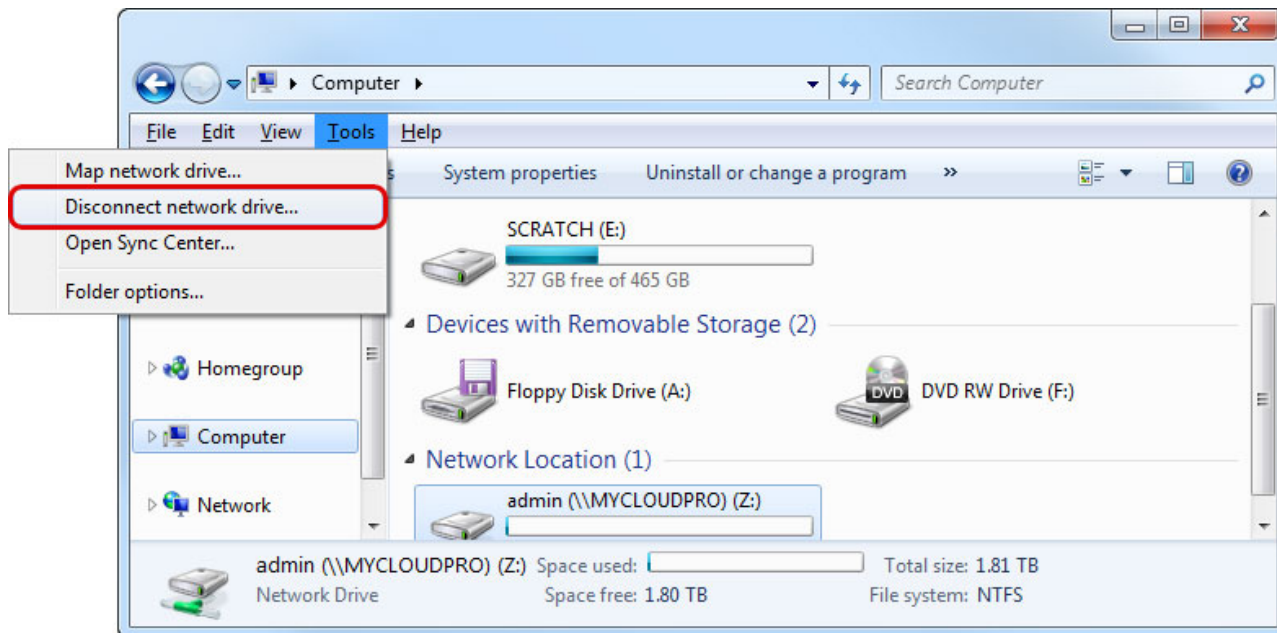 Computer
Search Computer
File Edit View Tools Help
Map network drive...
Disconnect network drive...
Open Sync Center...
Folder options...
System properties Uninstall or change a program »
SCRATCH (E:)
327 GB free of 465 GB
Devices with Removable Storage (2)
Floppy Disk Drive (A:)
DVD
DVD RW Drive (F:)
Network Location (1)
admin (\\MYCLOUDPRO) (Z:)
Homegroup
Computer
Network
admin (\\MYCLOUDPRO) (Z:) Space used: Total size: 1.81 TB
Network Drive Space free: 1.80 TB File system: NTFS